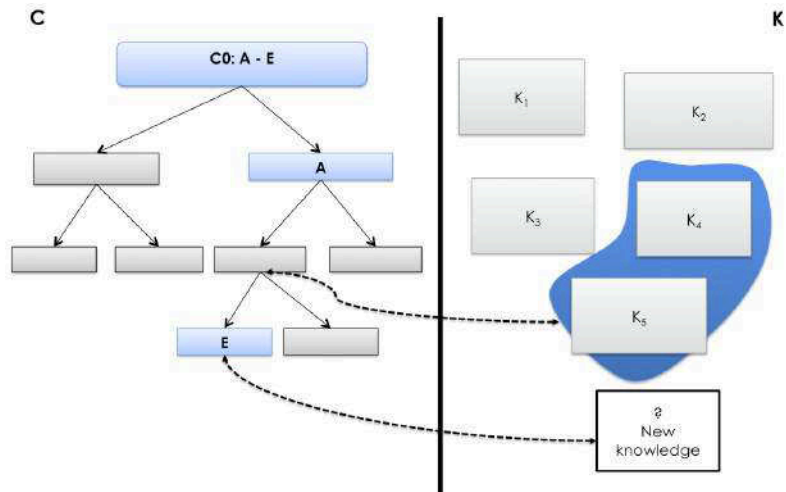 C
K
C0: A - E
K₁
K₂
A
K₃
K₄
K₅
E
?
New
knowledge